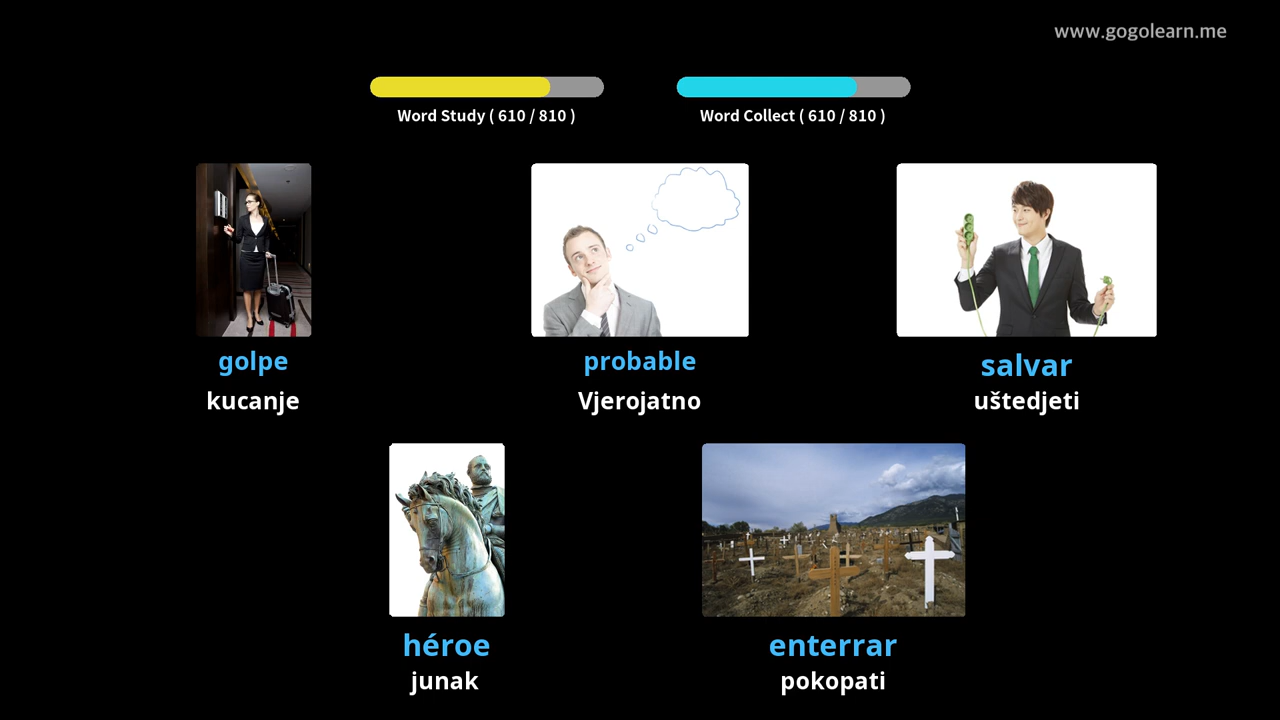 www.gogolearn.me
Word Study ( 610 / 810 )
Word Collect ( 610 / 810 )
golpe
kucanje
probable
Vjerojatno
salvar
uštedjeti
héroe
junak
enterrar
pokopati